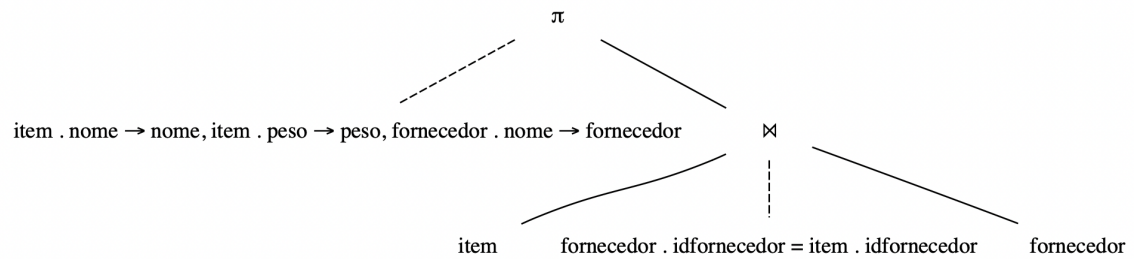 π
item . nome → nome, item . peso → peso, fornecedor . nome → fornecedor ⋈
item fornecedor . idfornecedor = item . idfornecedor fornecedor